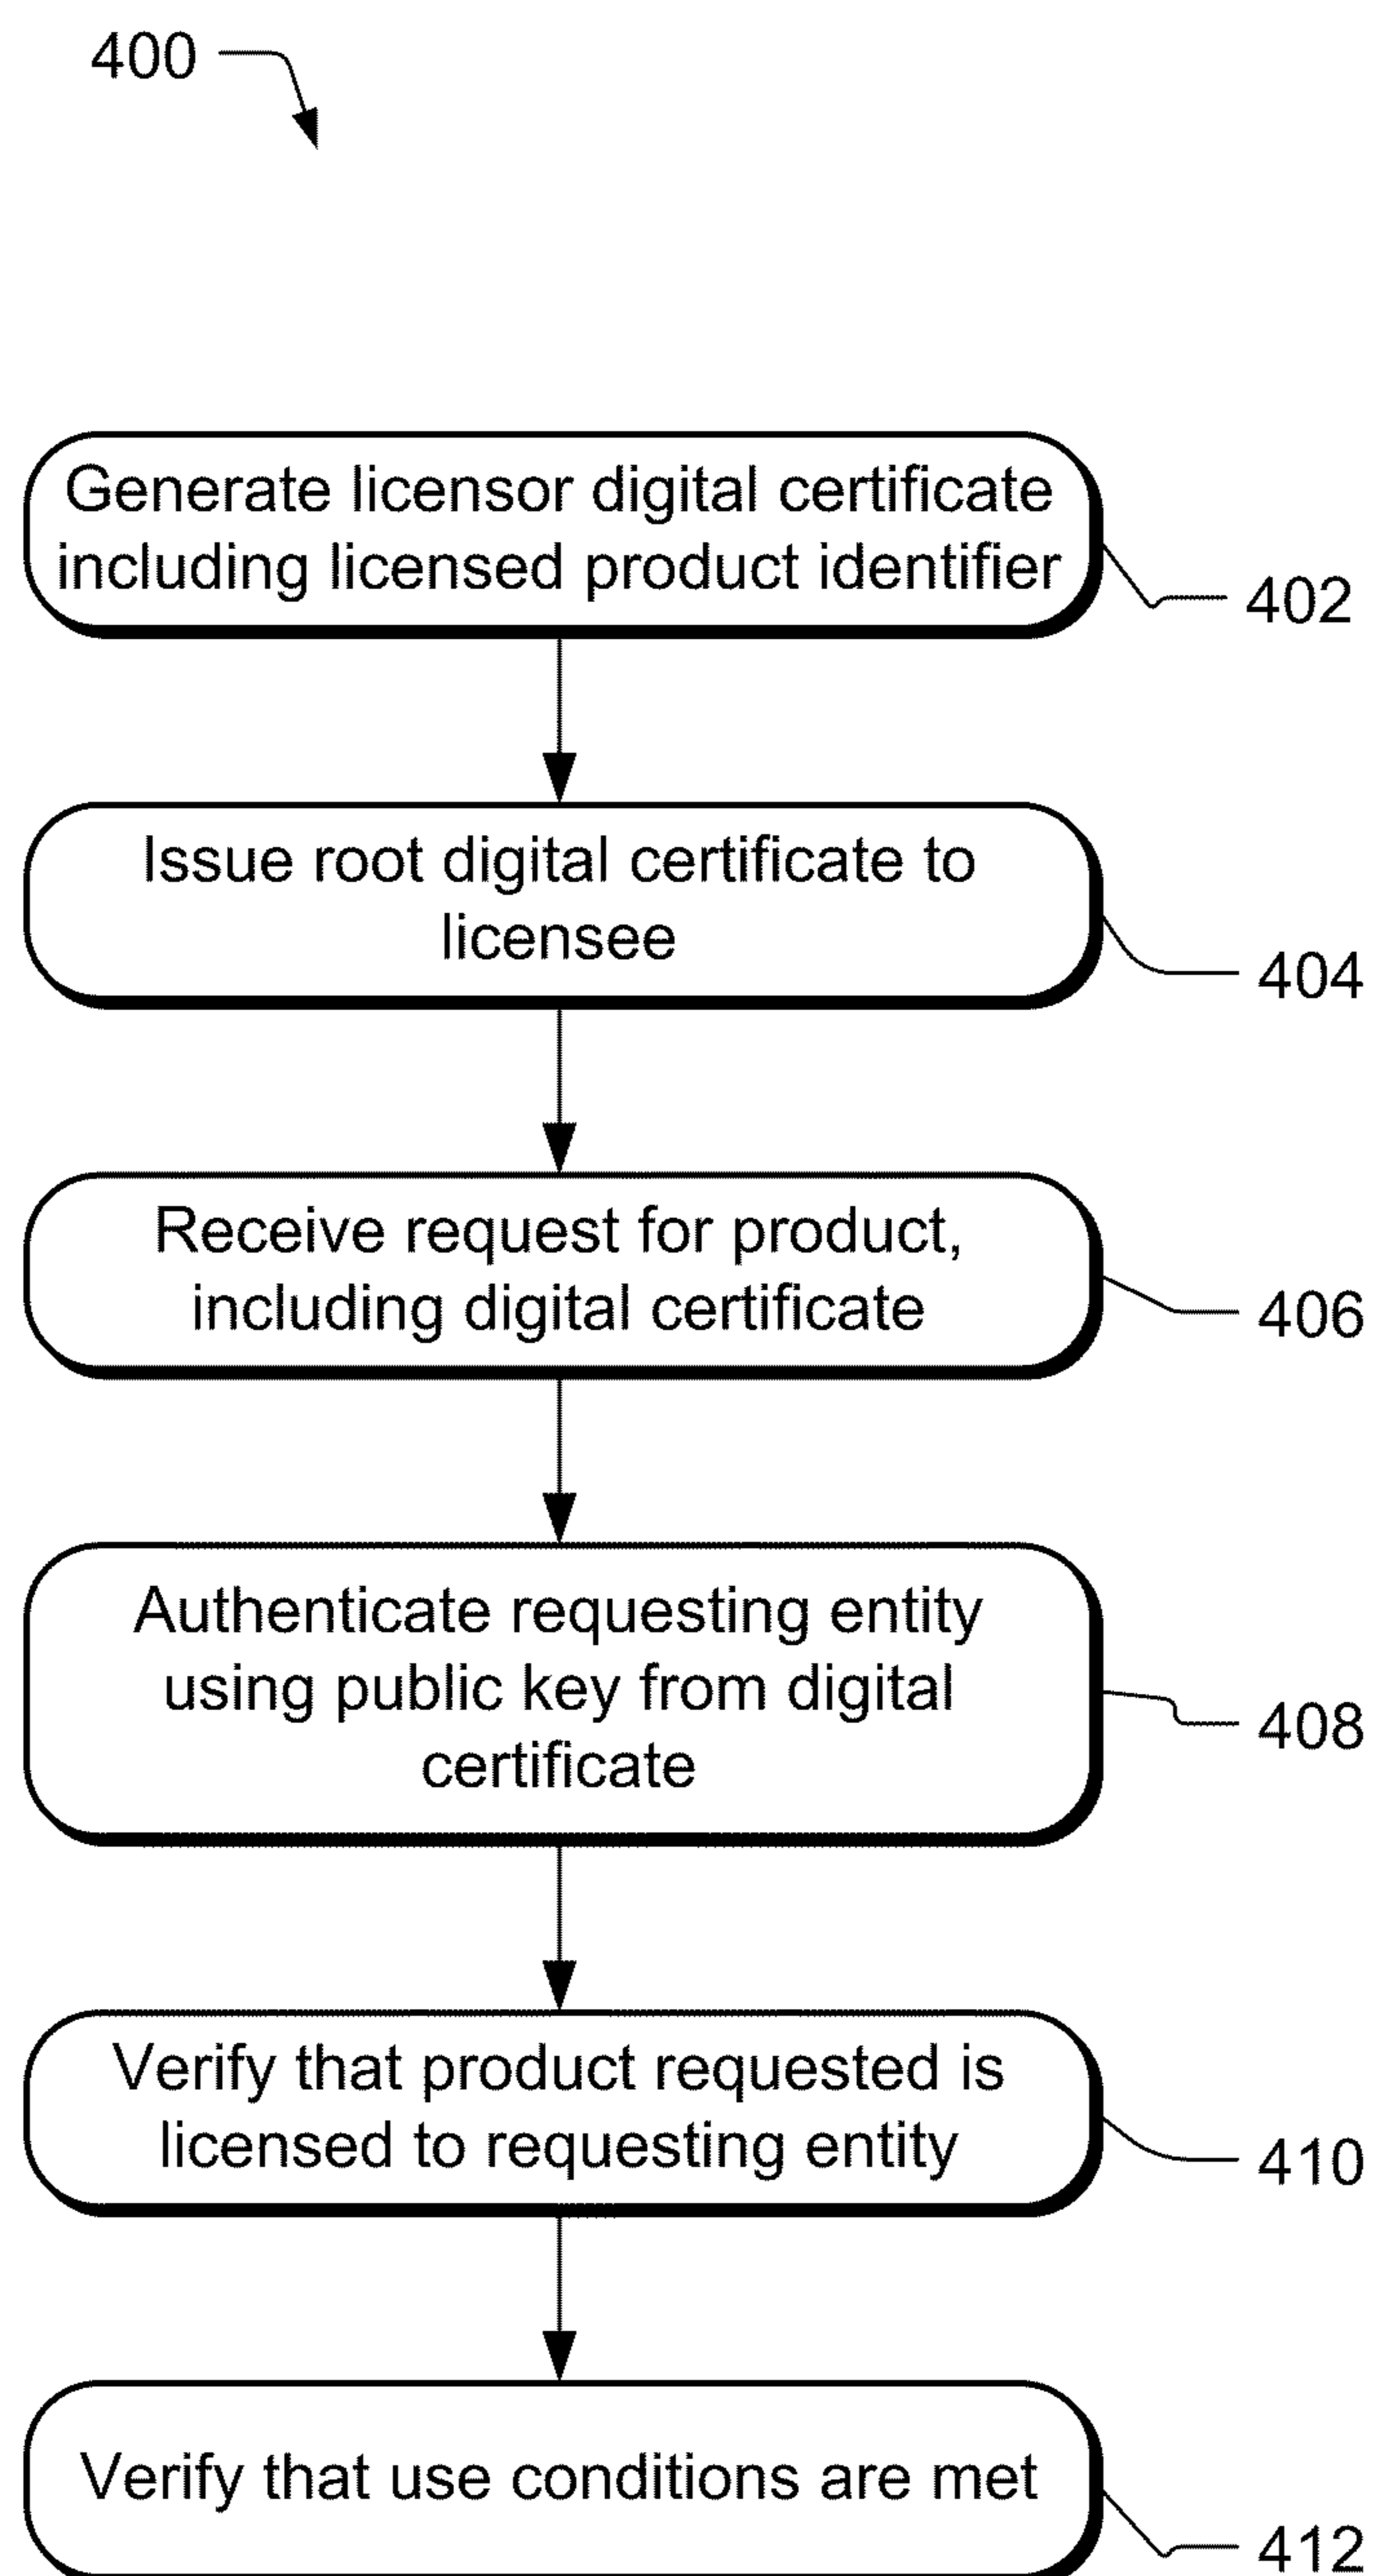 400
Generate licensor digital certificate
including licensed product identifier
402
Issue root digital certificate to
licensee
404
Receive request for product,
including digital certificate
406
Authenticate requesting entity
using public key from digital
certificate
408
Verify that product requested is
licensed to requesting entity
410
Verify that use conditions are met
412